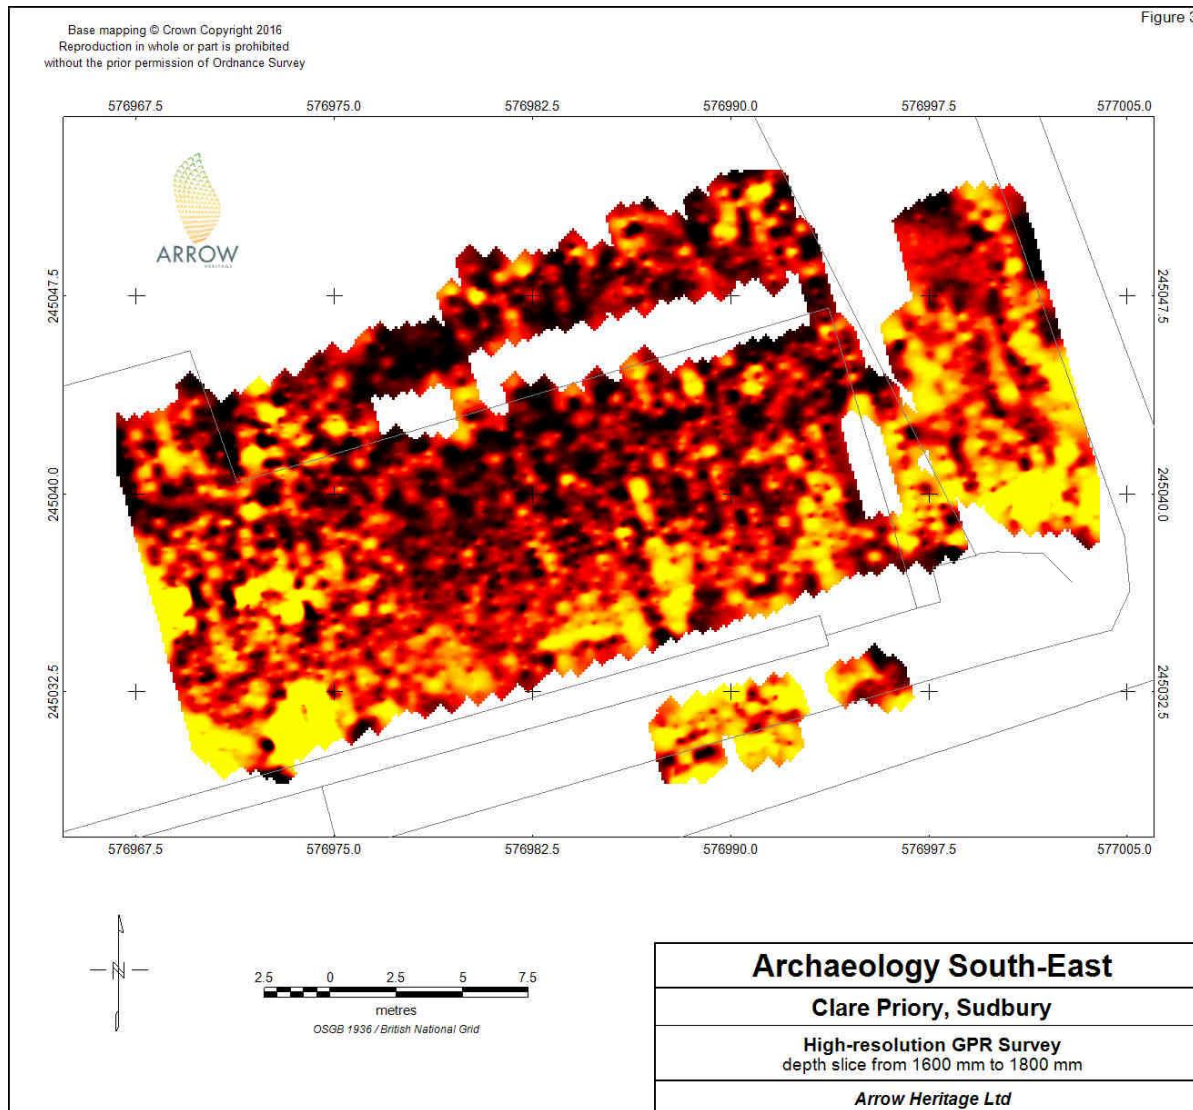 Figure 3
Base mapping © Crown Copyright 2016
Reproduction in whole or part is prohibited
without the prior permission of Ordnance Survey
576967.5 576975.0 576982.5 576990.0 576997.5 577005.0
ARROW
HERITAGE
245047.5 245047.5
245040.0 245040.0
245032.5 245032.5
576967.5 576975.0 576982.5 576990.0 576997.5 577005.0
N
2.5 0 2.5 5 7.5
metres
OSGB 1936 / British National Grid
Archaeology South-East
Clare Priory, Sudbury
High-resolution GPR Survey
depth slice from 1600 mm to 1800 mm
Arrow Heritage Ltd